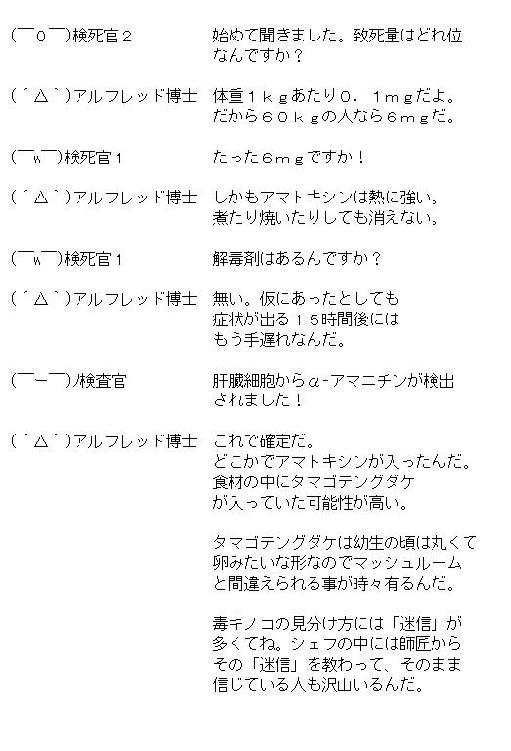 (￣０￣)検死官２　始めて聞きました。致死量はどれ位
なんですか？
(´△｀)アルフレッド博士　体重１ｋｇあたり０．１ｍｇだよ。
だから６０ｋｇの人なら６ｍｇだ。
(￣ｗ￣)検死官１　たった６ｍｇですか！
(´△｀)アルフレッド博士　しかもアマトキシンは熱に強い。
煮たり焼いたりしても消えない。
(￣ｗ￣)検死官１　解毒剤はあるんですか？
(´△｀)アルフレッド博士　無い。仮にあったとしても
症状が出る１５時間後には
もう手遅れなんだ。
(￣ー￣)ﾉ検査官　肝臓細胞からα-アマニチンが検出
されました！
(´△｀)アルフレッド博士　これで確定だ。
どこかでアマトキシンが入ったんだ。
食材の中にタマゴテングダケ
が入っていた可能性が高い。
タマゴテングダケは幼生の頃は丸くて
卵みたいな形なのでマッシュルーム
と間違えられる事が時々有るんだ。
毒キノコの見分け方には「迷信」が
多くてね。シェフの中には師匠から
その「迷信」を教わって、そのまま
信じている人も沢山いるんだ。